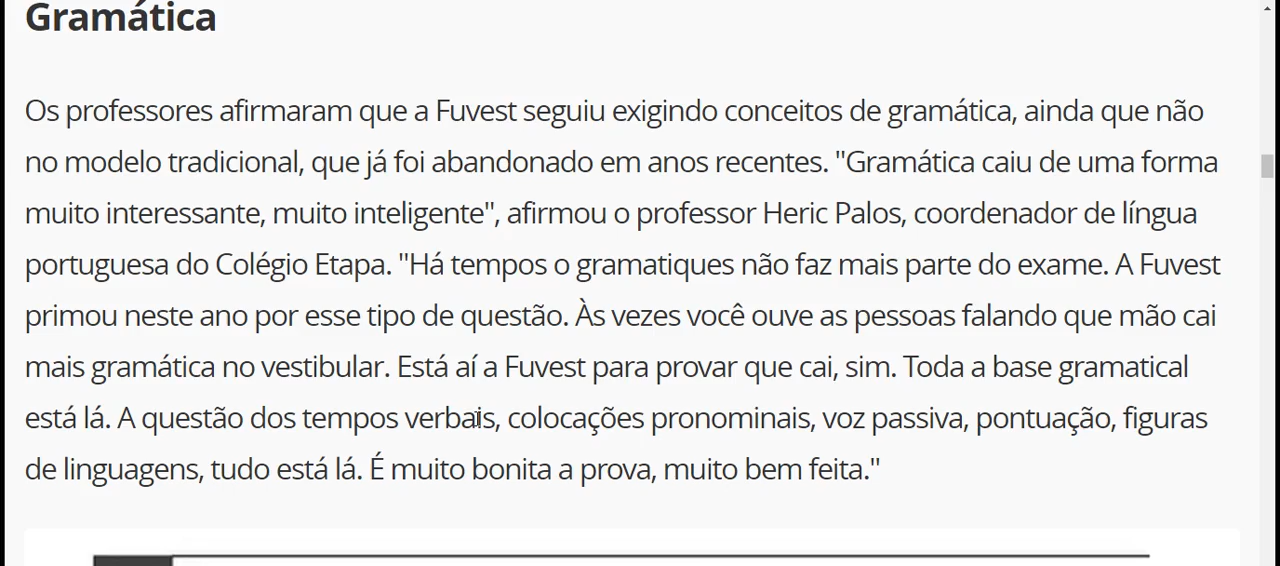 Gramática
Os professores afirmaram que a Fuvest seguiu exigindo conceitos de gramática, ainda que não
no modelo tradicional, que já foi abandonado em anos recentes. "Gramática caiu de uma forma
muito interessante, muito inteligente", afirmou o professor Heric Palos, coordenador de língua
portuguesa do Colégio Etapa. "Há tempos o gramatiques não faz mais parte do exame. A Fuvest
primou neste ano por esse tipo de questão. Às vezes você ouve as pessoas falando que mão cai
mais gramática no vestibular. Está aí a Fuvest para provar que cai, sim. Toda a base gramatical
está lá. A questão dos tempos verbais, colocações pronominais, voz passiva, pontuação, figuras
de linguagens, tudo está lá. É muito bonita a prova, muito bem feita."